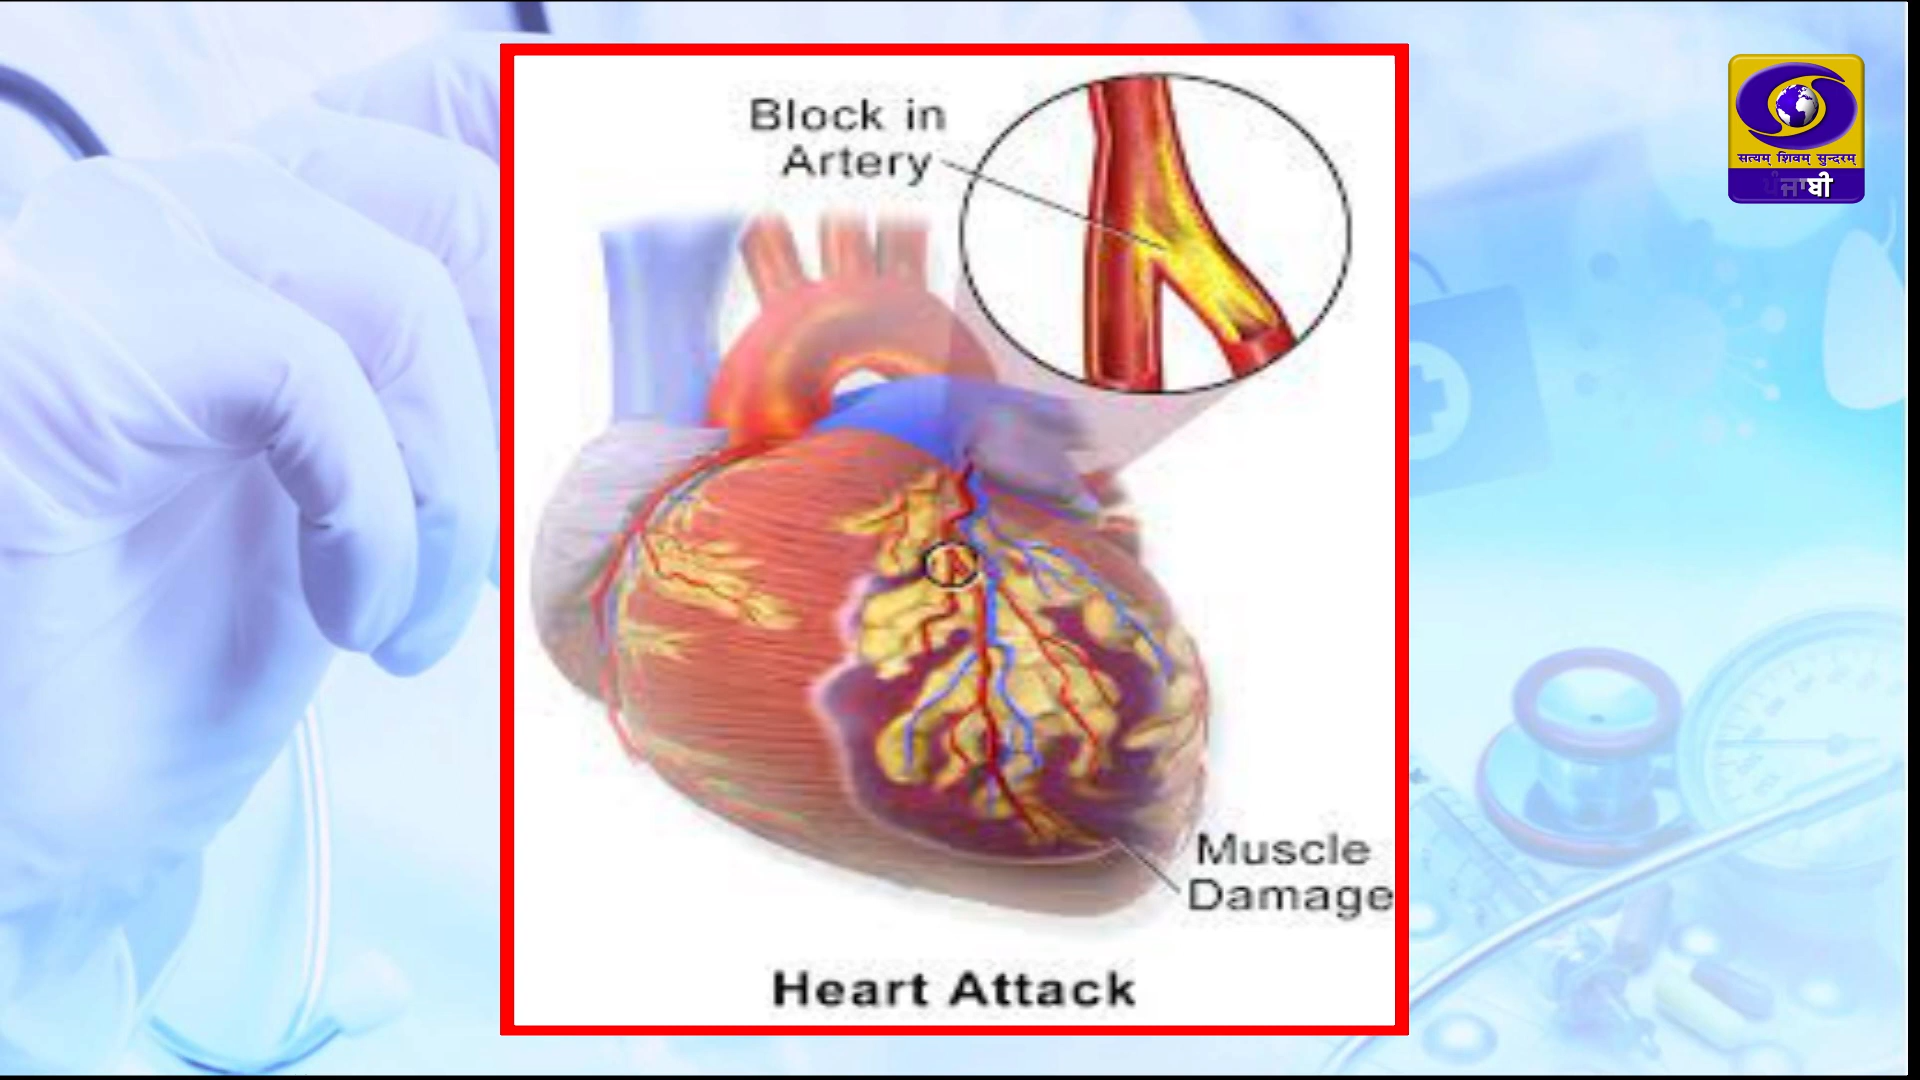 Block in
Artery
सत्यम् शिवम् सुन्दरम्
ਪੰਜਾਬੀ
Muscle
Damage
Heart Attack